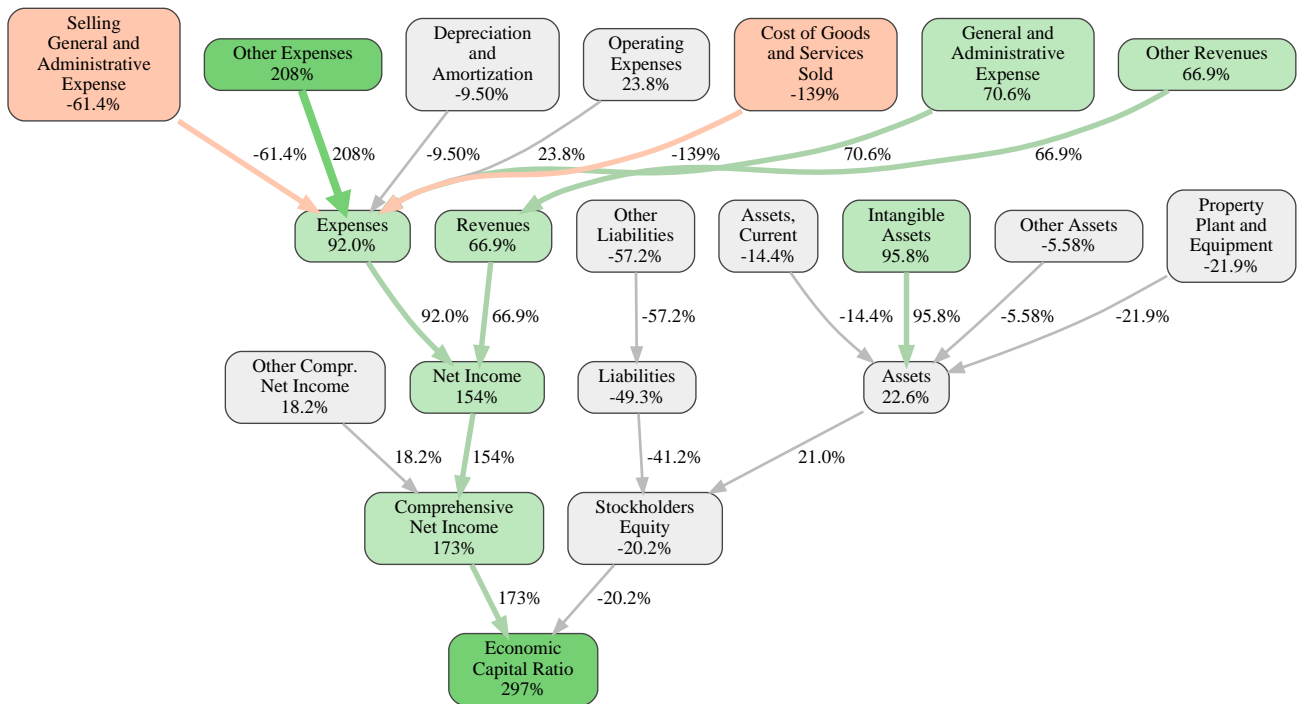 Selling
General and
Administrative
Expense
-61.4%
Other Expenses
208%
Depreciation
and
Amortization
-9.50%
Operating
Expenses
23.8%
Cost of Goods
and Services
Sold
-139%
General and
Administrative
Expense
70.6%
Other Revenues
66.9%
-61.4%
208%
-9.50%
23.8%
-139%
70.6%
66.9%
Expenses
92.0%
Revenues
66.9%
Other
Liabilities
-57.2%
Assets,
Current
-14.4%
Intangible
Assets
95.8%
Other Assets
-5.58%
Property
Plant and
Equipment
-21.9%
92.0%
66.9%
-57.2%
-14.4%
95.8%
-5.58%
-21.9%
Other Compr.
Net Income
18.2%
Net Income
154%
Liabilities
-49.3%
Assets
22.6%
18.2%
154%
-41.2%
21.0%
Comprehensive
Net Income
173%
Stockholders
Equity
-20.2%
173%
-20.2%
Economic
Capital Ratio
297%